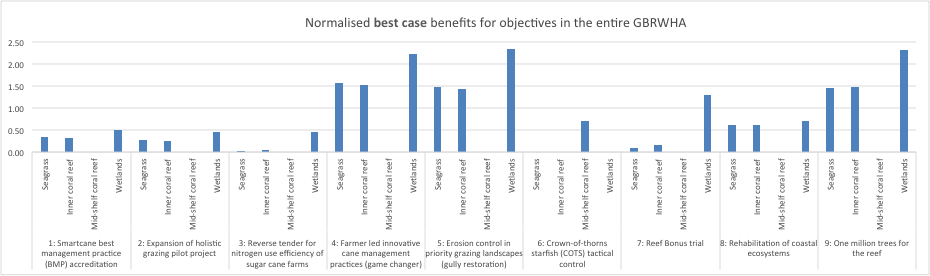 Normalised best case benefits for objectives in the entire GBRWHA
2.50
2.00
1.50
1.00
0.50
0.00
Seagrass
Inner coral reef
Mid-shelf coral reef
Wetlands
Seagrass
Inner coral reef
Mid-shelf coral reef
Wetlands
Seagrass
Inner coral reef
Mid-shelf coral reef
Wetlands
Seagrass
Inner coral reef
Mid-shelf coral reef
Wetlands
Seagrass
Inner coral reef
Mid-shelf coral reef
Wetlands
Seagrass
Inner coral reef
Mid-shelf coral reef
Wetlands
Seagrass
Inner coral reef
Mid-shelf coral reef
Wetlands
Seagrass
Inner coral reef
Mid-shelf coral reef
Wetlands
Seagrass
Inner coral reef
Mid-shelf coral reef
Wetlands
1: Smartcane best
management practice
(BMP) accreditation
2: Expansion of holistic
grazing pilot project
3: Reverse tender for
nitrogen use efficiency of
sugar cane farms
4: Farmer led innovative
cane management
practices (game changer)
5: Erosion control in
priority grazing landscapes
(gully restoration)
6: Crown-of-thorns
starfish (COTS) tactical
control
7: Reef Bonus trial
8: Rehabilitation of coastal
ecosystems
9: One million trees for
the reef